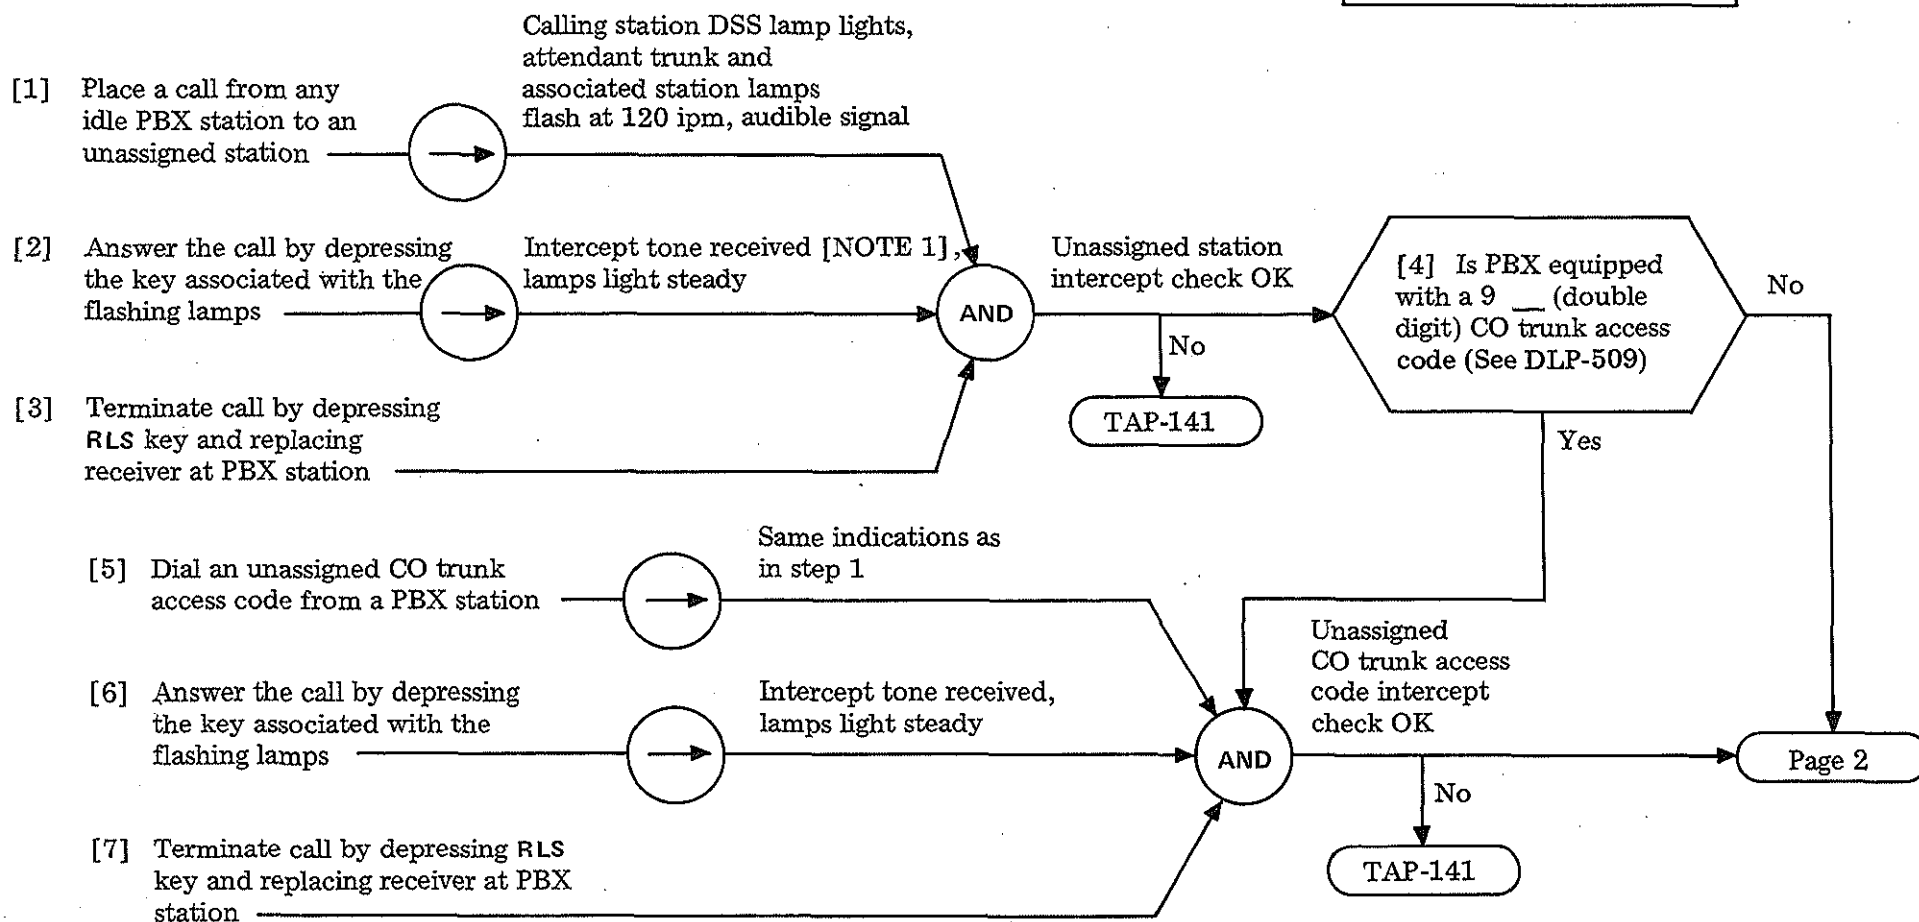 Calling station DSS lamp lights,
attendant trunk and
associated station lamps
flash at 120 ipm, audible signal
[1] Place a call from any
idle PBX station to an
unassigned station
[2] Answer the call by depressing
the key associated with the
flashing lamps
Intercept tone received [NOTE 1],
lamps light steady
AND
Unassigned station
intercept check OK
No
TAP-141
[3] Terminate call by depressing
RLS key and replacing
receiver at PBX station
[4] Is PBX equipped
with a 9 __ (double
digit) CO trunk access
code (See DLP-509)
No
Yes
[5] Dial an unassigned CO trunk
access code from a PBX station
Same indications as
in step 1
[6] Answer the call by depressing
the key associated with the
flashing lamps
Intercept tone received,
lamps light steady
AND
Unassigned
CO trunk access
code intercept
check OK
No
TAP-141
Page 2
[7] Terminate call by depressing RLS
key and replacing receiver at PBX
station